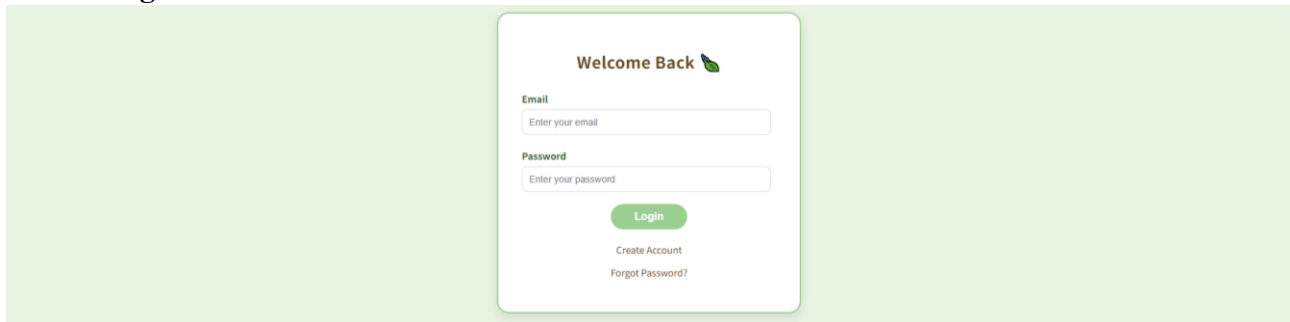 Welcome Back 🍃
Email
Enter your email
Password
Enter your password
Login
Create Account
Forgot Password?